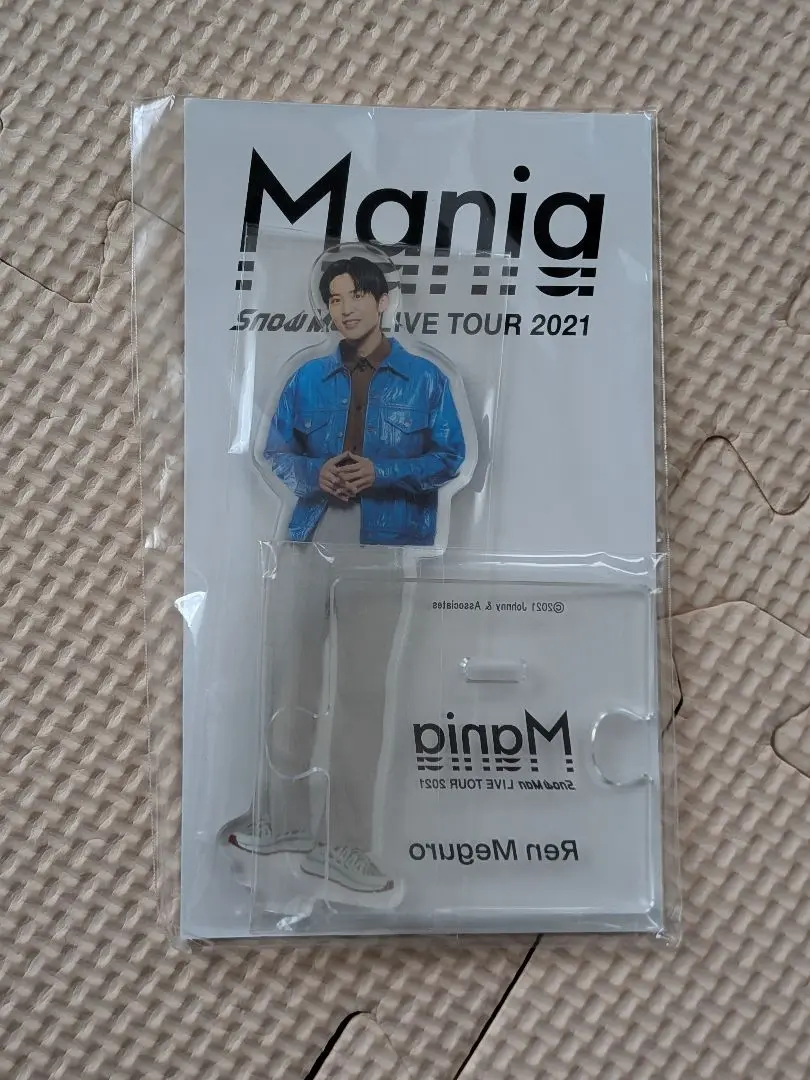 Mania
Snow Man LIVE TOUR 2021
©2021 Johnny & Associates
Mania
Snow Man LIVE TOUR 2021
Ren Meguro